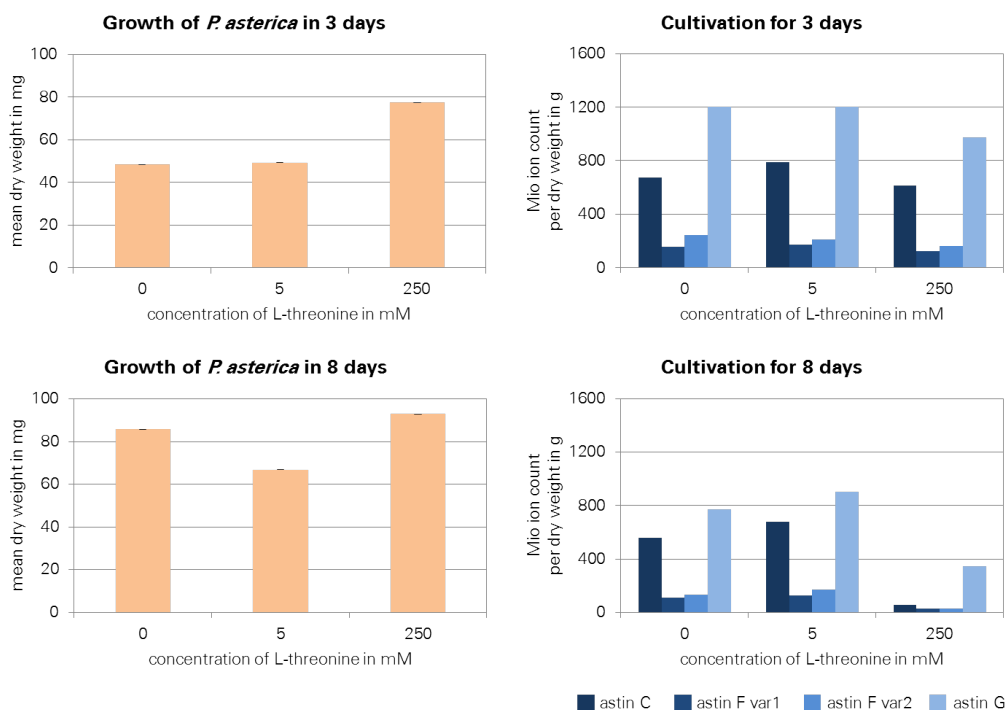 Growth of P. asterica in 3 days
mean dry weight in mg
100
80
60
40
20
0
0 5 250
concentration of L-threonine in mM
Cultivation for 3 days
Mio ion count
per dry weight in g
1600
1200
800
400
0
0 5 250
concentration of L-threonine in mM
Growth of P. asterica in 8 days
mean dry weight in mg
100
80
60
40
20
0
0 5 250
concentration of L-threonine in mM
Cultivation for 8 days
Mio ion count
per dry weight in g
1600
1200
800
400
0
0 5 250
concentration of L-threonine in mM
astin C astin F var1 astin F var2 astin G